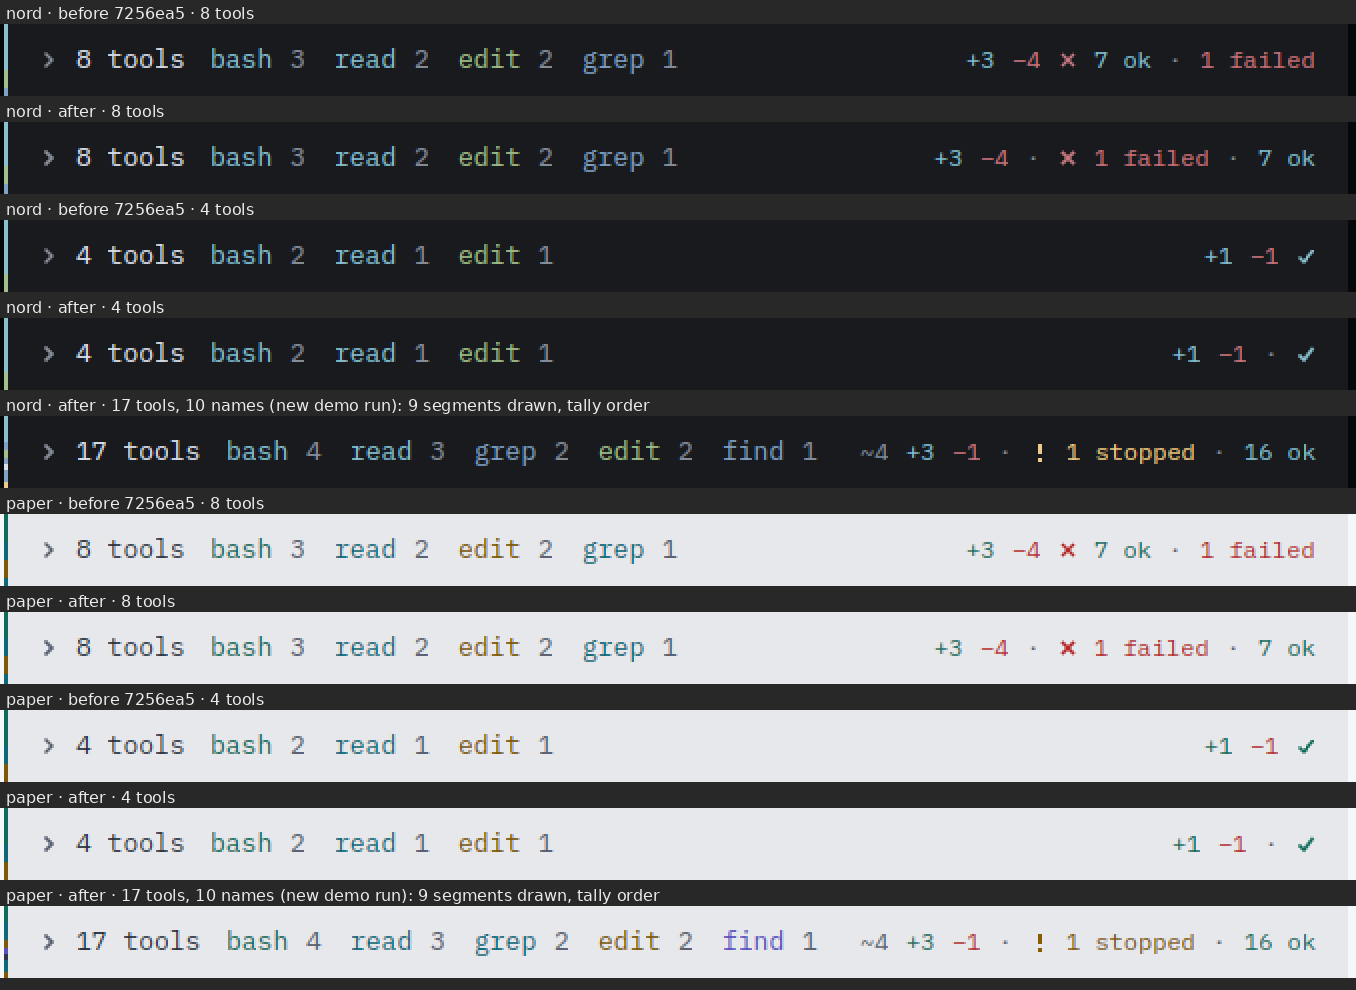 nord · before 7256ea5 · 8 tools
› 8 tools bash 3 read 2 edit 2 grep 1 +3 −4 ✕ 7 ok · 1 failed
nord · after · 8 tools
› 8 tools bash 3 read 2 edit 2 grep 1 +3 −4 · ✕ 1 failed · 7 ok
nord · before 7256ea5 · 4 tools
› 4 tools bash 2 read 1 edit 1 +1 −1 ✓
nord · after · 4 tools
› 4 tools bash 2 read 1 edit 1 +1 −1 · ✓
nord · after · 17 tools, 10 names (new demo run): 9 segments drawn, tally order
› 17 tools bash 4 read 3 grep 2 edit 2 find 1 ~4 +3 −1 · ! 1 stopped · 16 ok
paper · before 7256ea5 · 8 tools
› 8 tools bash 3 read 2 edit 2 grep 1 +3 −4 ✕ 7 ok · 1 failed
paper · after · 8 tools
› 8 tools bash 3 read 2 edit 2 grep 1 +3 −4 · ✕ 1 failed · 7 ok
paper · before 7256ea5 · 4 tools
› 4 tools bash 2 read 1 edit 1 +1 −1 ✓
paper · after · 4 tools
› 4 tools bash 2 read 1 edit 1 +1 −1 · ✓
paper · after · 17 tools, 10 names (new demo run): 9 segments drawn, tally order
› 17 tools bash 4 read 3 grep 2 edit 2 find 1 ~4 +3 −1 · ! 1 stopped · 16 ok